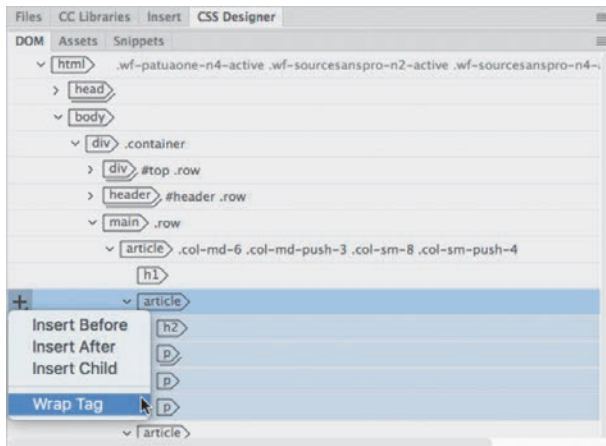 Files CC Libraries Insert CSS Designer
DOM Assets Snippets
html .wf-patuaone-n4-active .wf-sourcesanspro-n2-active .wf-sourcesanspro-n4-
head
body
div .container
div #top .row
header #header .row
main .row
article .col-md-6 .col-md-push-3 .col-sm-8 .col-sm-push-4
h1
article
Insert Before h2
Insert After p
Insert Child p
Wrap Tag p
article